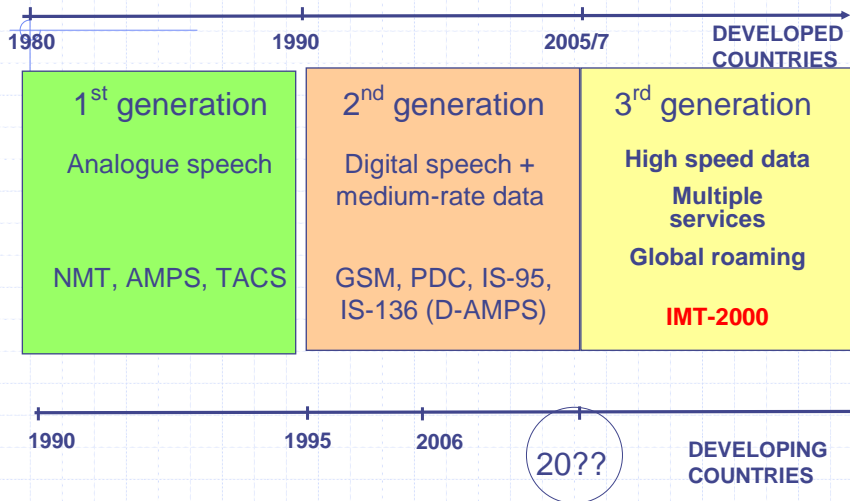 1980 1990 2005/7 DEVELOPED
COUNTRIES
1st generation
Analogue speech
NMT, AMPS, TACS
2nd generation
Digital speech +
medium-rate data
GSM, PDC, IS-95,
IS-136 (D-AMPS)
3rd generation
High speed data
Multiple
services
Global roaming
IMT-2000
1990 1995 2006 20?? DEVELOPING
COUNTRIES